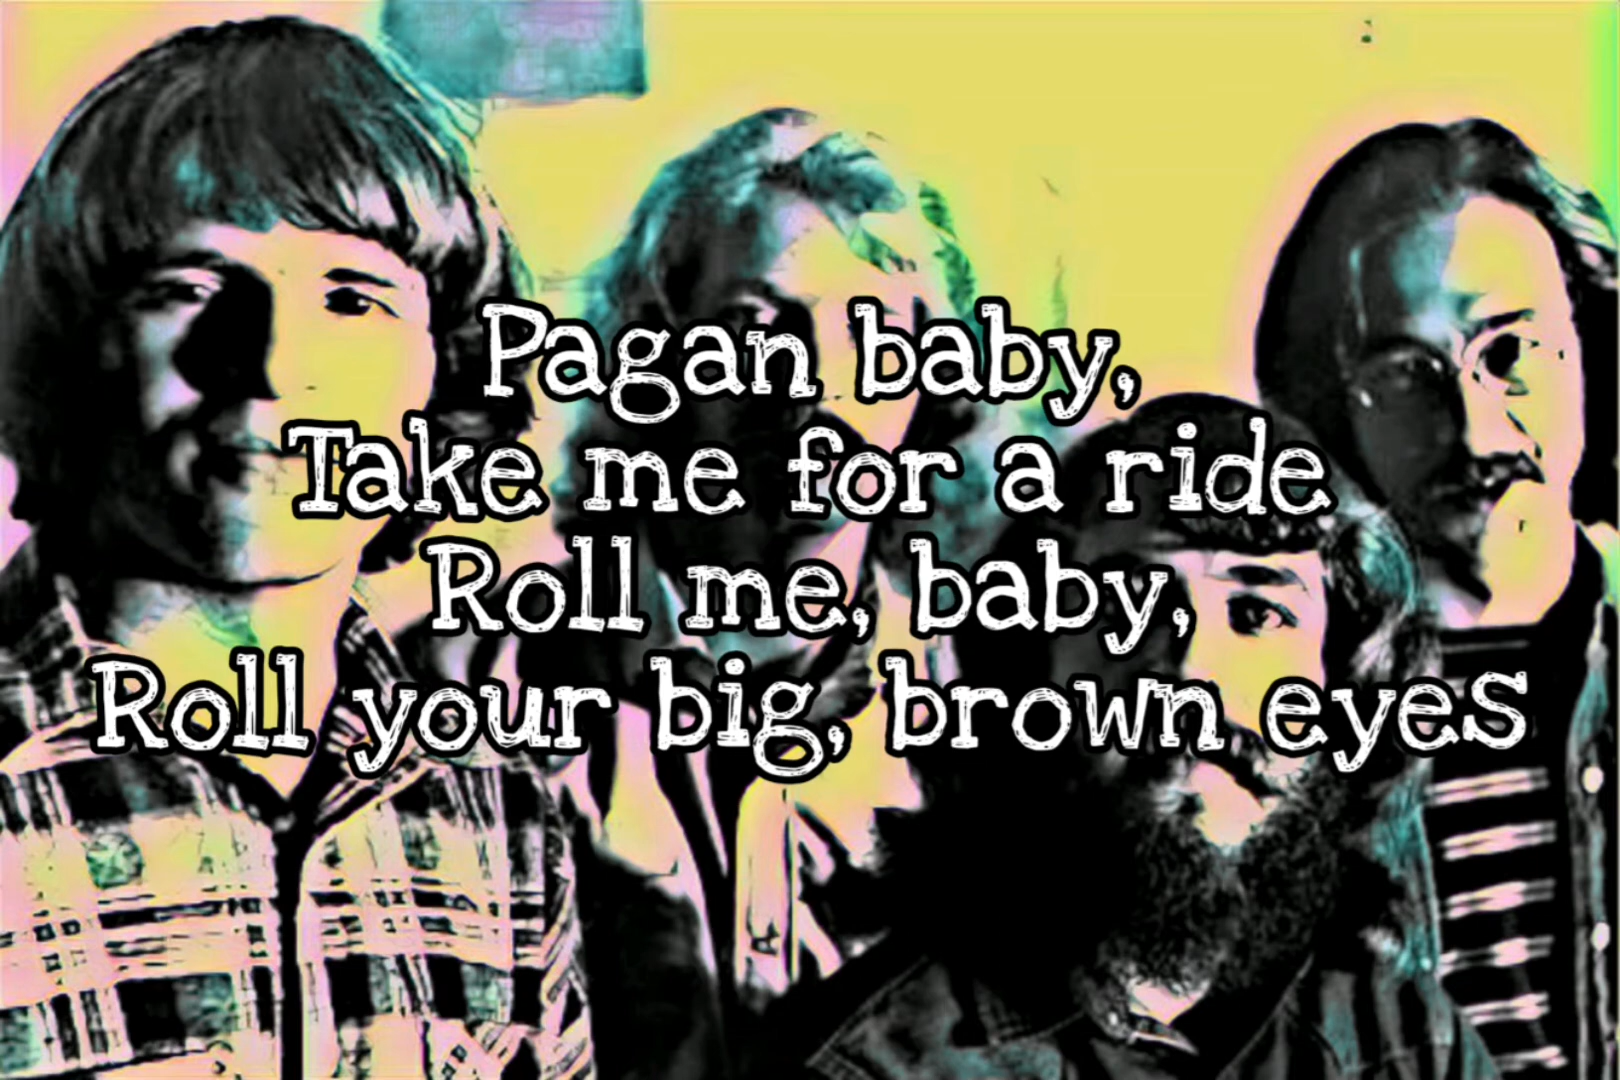 Pagan baby,
Take me for a ride
Roll me, baby,
Roll your big, brown eyes